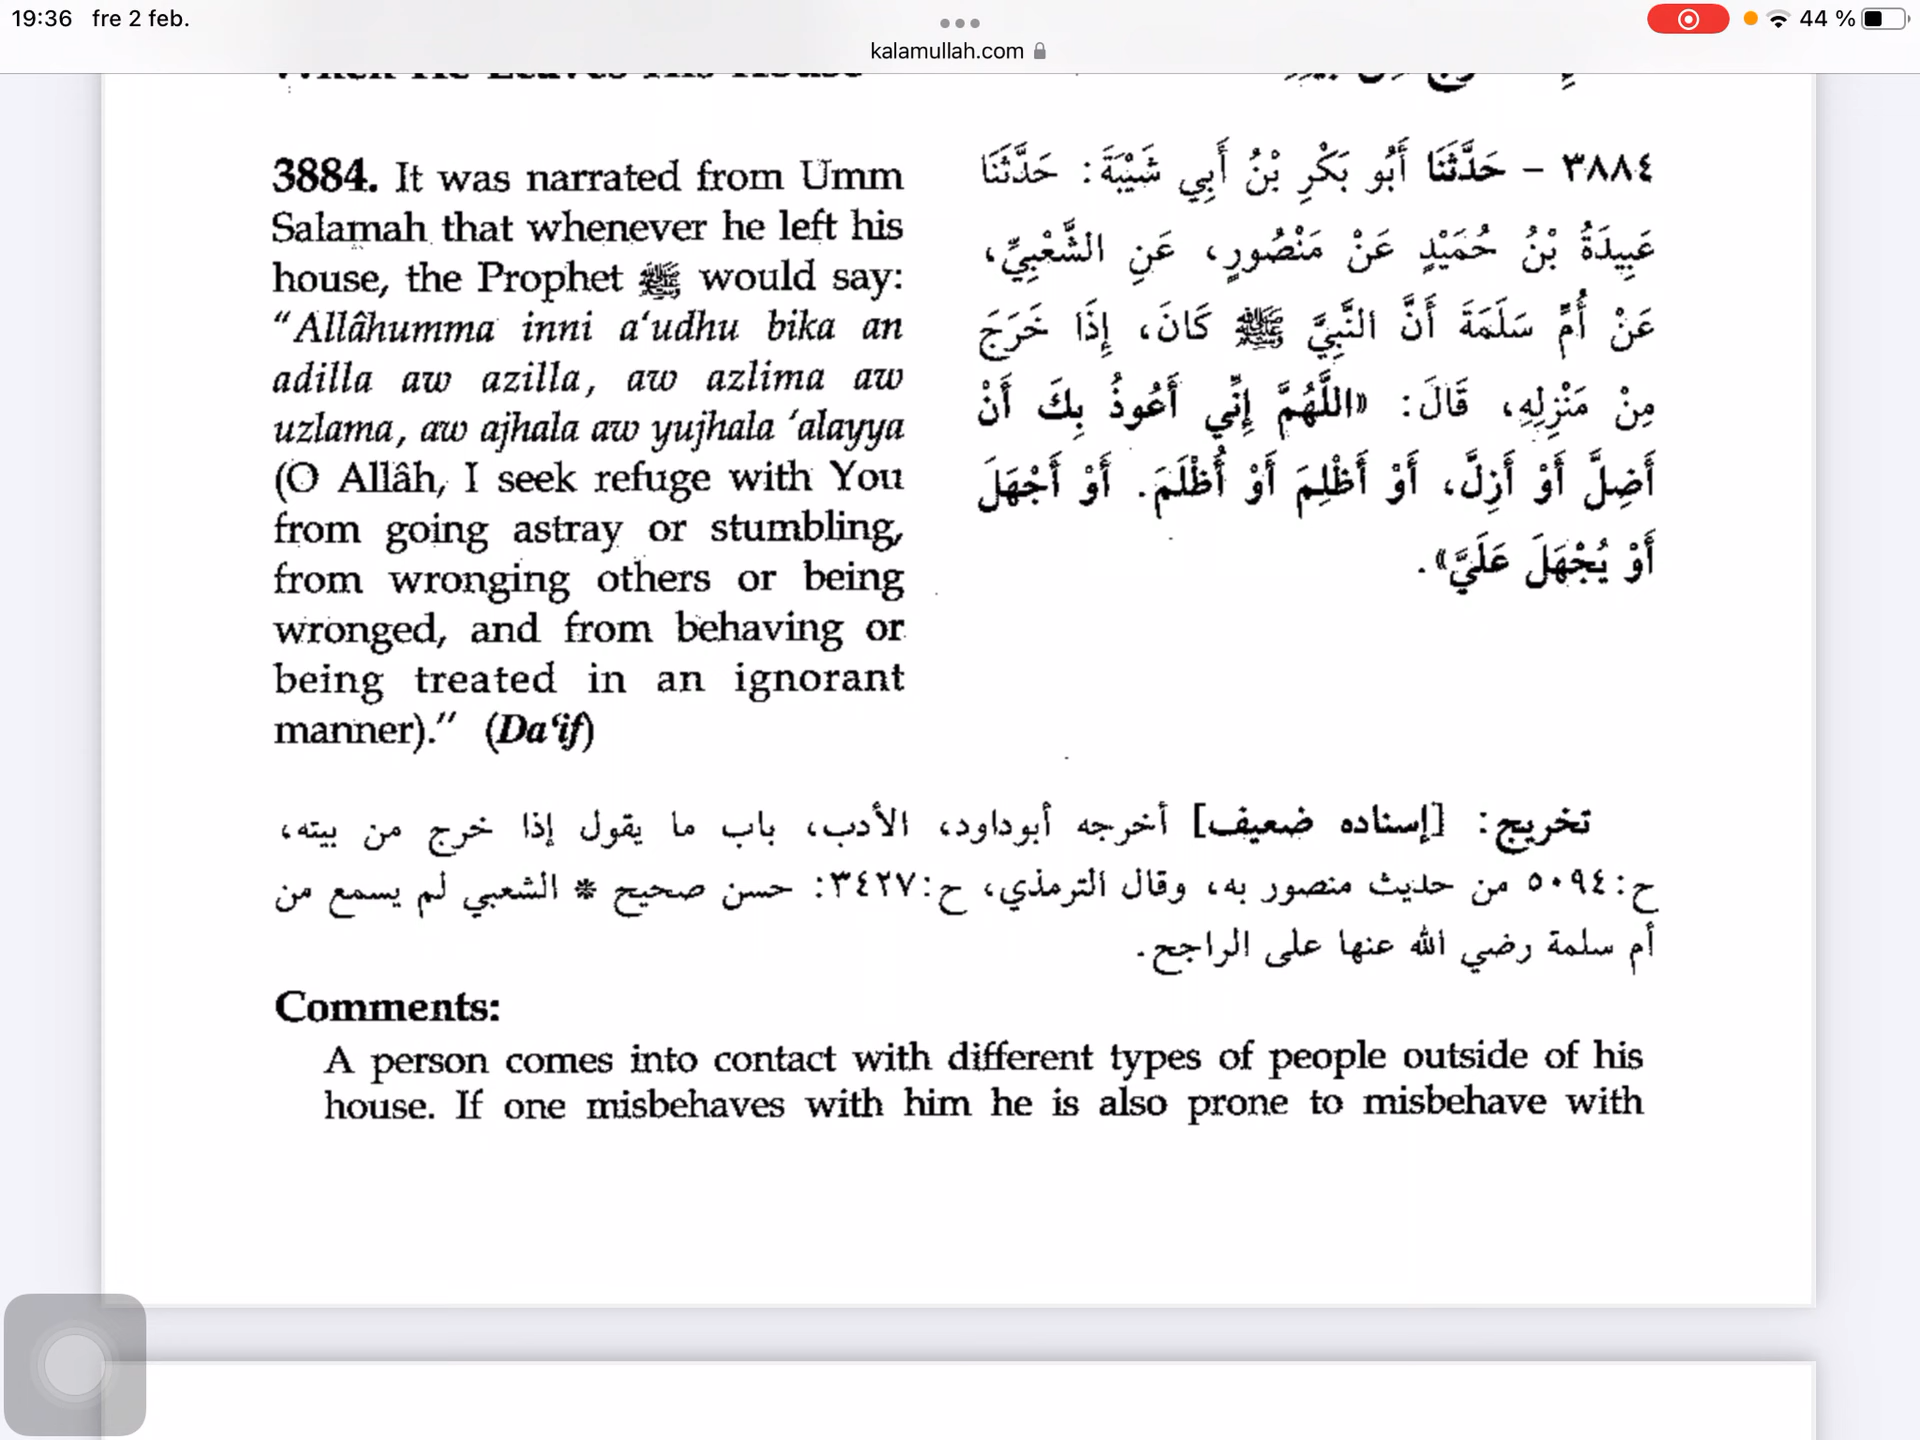 19:36 fre 2 feb.
44 %
kalamullah.com
When He Leaves His House
3884. It was narrated from Umm
Salamah that whenever he left his
house, the Prophet ﷺ would say:
“Allâhumma inni a‘udhu bika an
adilla aw azilla, aw azlima aw
uzlama, aw ajhala aw yujhala ‘alayya
(O Allâh, I seek refuge with You
from going astray or stumbling,
from wronging others or being
wronged, and from behaving or
being treated in an ignorant
manner).” (Da‘if)
٣٨٨٤ – حَدَّثَنَا أَبُو بَكْرِ بْنُ أَبِي شَيْبَةَ: حَدَّثَنَا
عَبِيدَةُ بْنُ حُمَيْدٍ عَنْ مَنْصُورٍ، عَنِ الشَّعْبِيِّ،
عَنْ أُمِّ سَلَمَةَ أَنَّ النَّبِيَّ ﷺ كَانَ، إِذَا خَرَجَ
مِنْ مَنْزِلِهِ، قَالَ: «اللَّهُمَّ إِنِّي أَعُوذُ بِكَ أَنْ
أَضِلَّ أَوْ أَزِلَّ، أَوْ أَظْلِمَ أَوْ أُظْلَمَ. أَوْ أَجْهَلَ
أَوْ يُجْهَلَ عَلَيَّ».
تخريج: [إسناده ضعيف] أخرجه أبوداود، الأدب، باب ما يقول إذا خرج من بيته،
ح:٥٠٩٤ من حديث منصور به، وقال الترمذي، ح:٣٤٢٧: حسن صحيح * الشعبي لم يسمع من
أم سلمة رضي الله عنها على الراجح.
Comments:
A person comes into contact with different types of people outside of his
house. If one misbehaves with him he is also prone to misbehave with